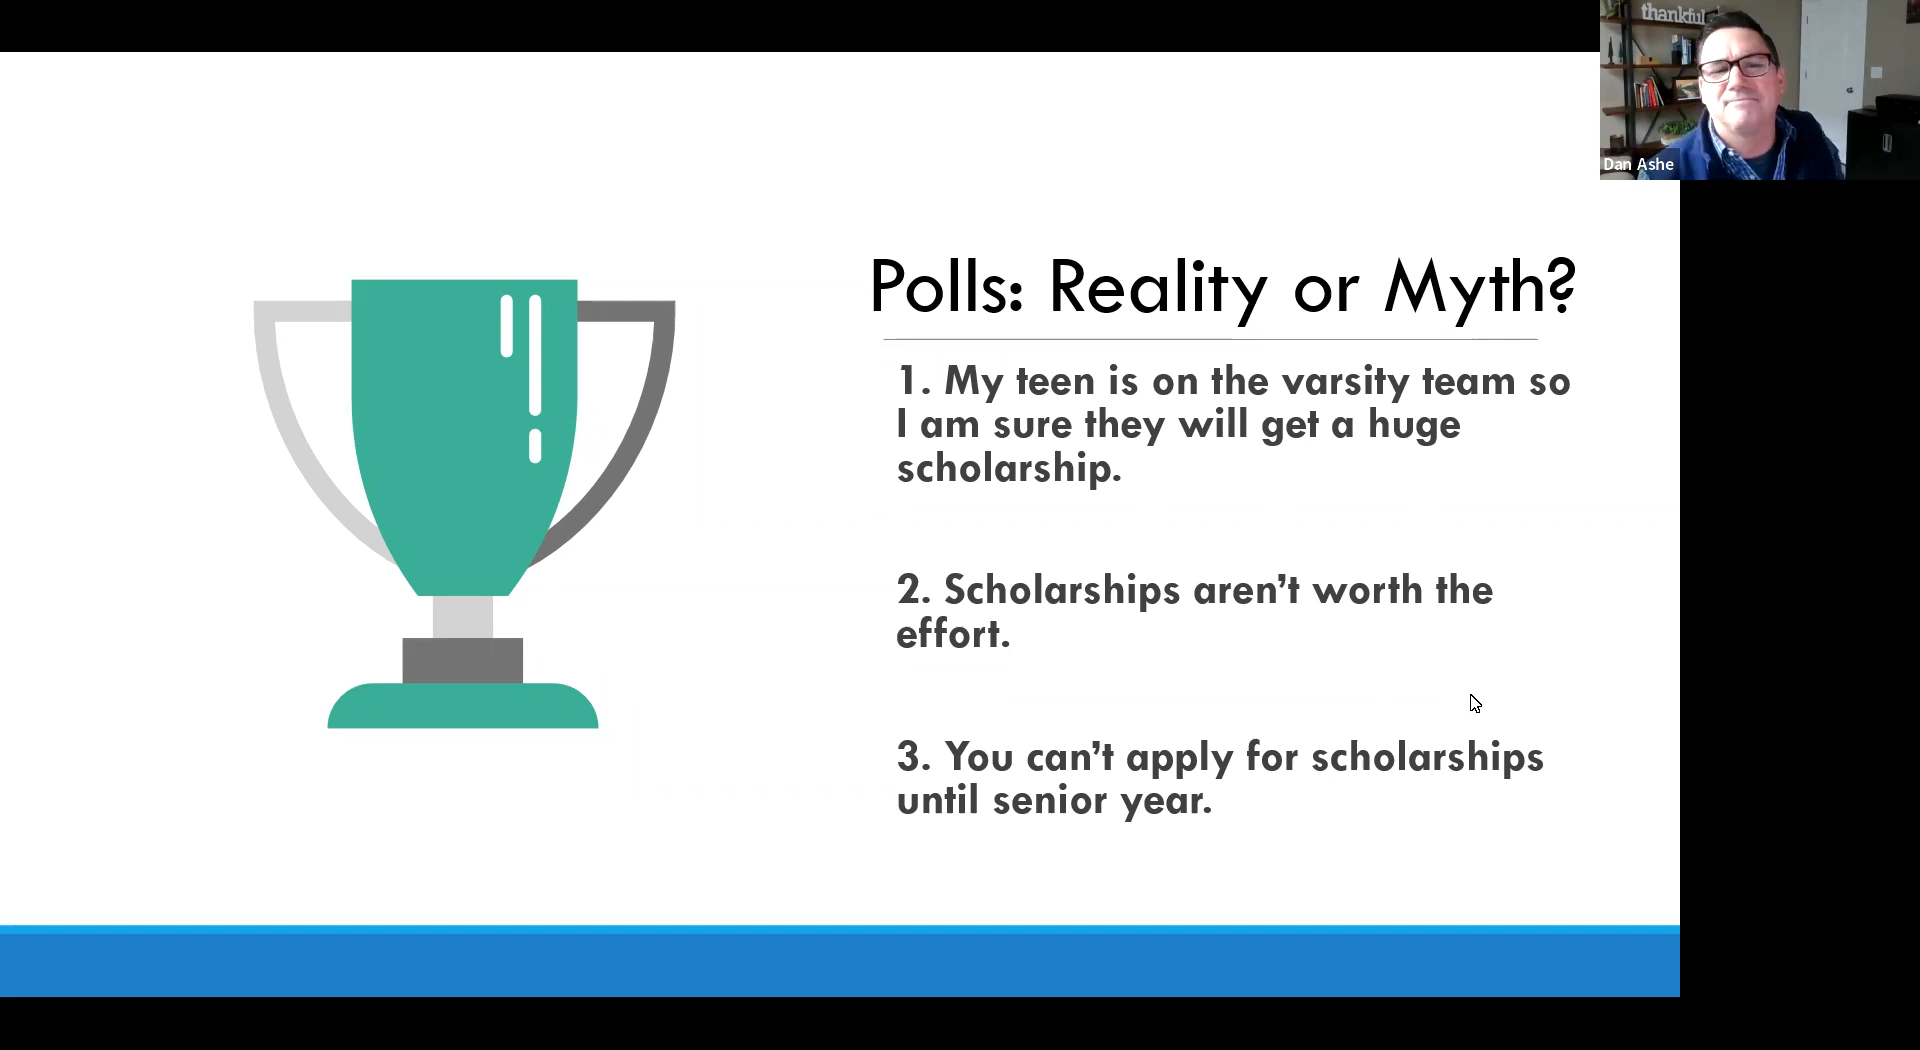 thankful
Dan Ashe
Polls: Reality or Myth?
1. My teen is on the varsity team so
I am sure they will get a huge
scholarship.
2. Scholarships aren’t worth the
effort.
3. You can’t apply for scholarships
until senior year.